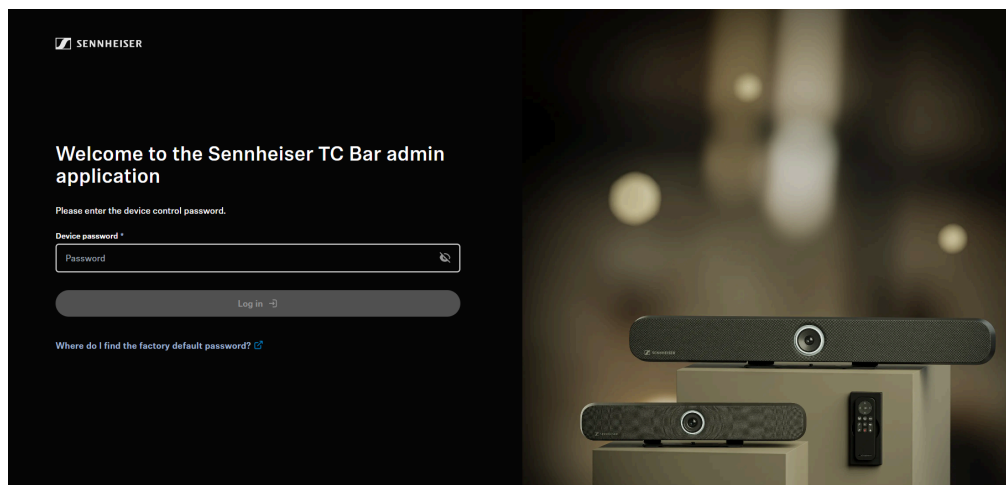 SENNHEISER
Welcome to the Sennheiser TC Bar admin
application
Please enter the device control password.
Device password *
Password
Log in
Where do I find the factory default password?
SENNHEISER